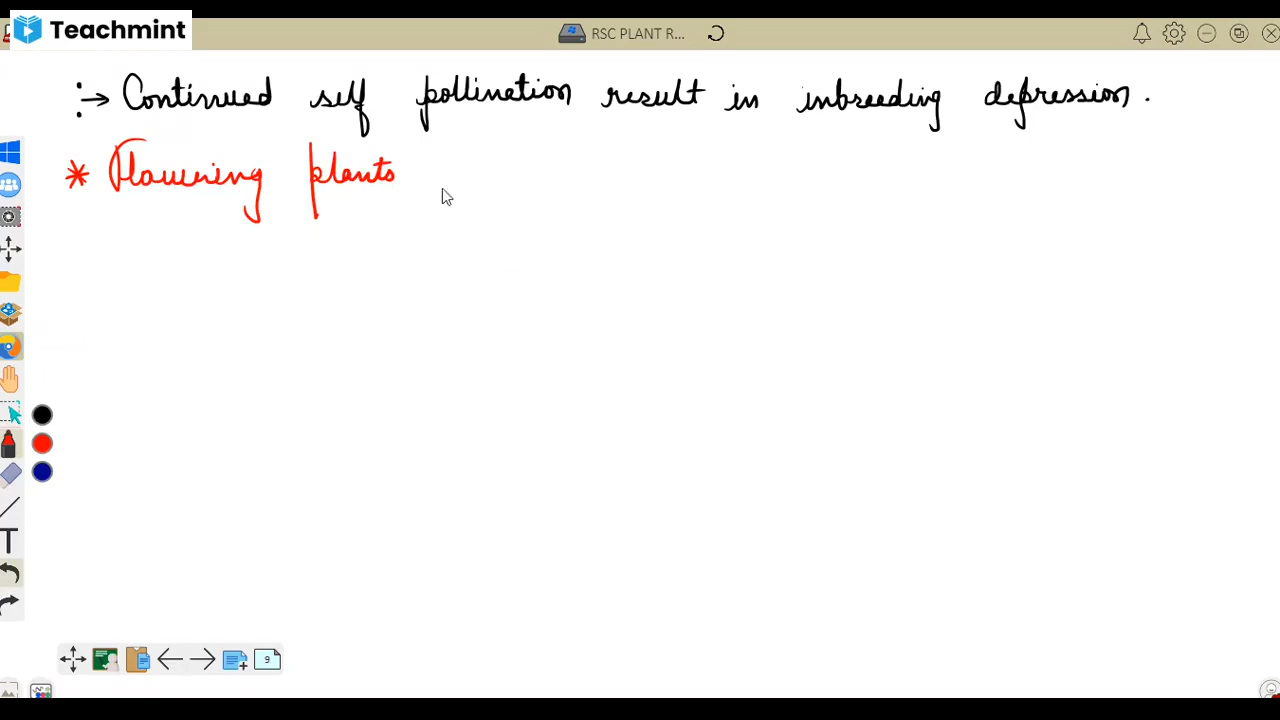 Teachmint
RSC PLANT R...
:→ Continued self pollination result in inbreeding depression.
* Flowering plants
T
9